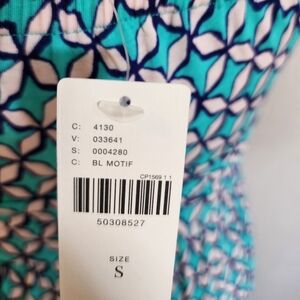 C: 4130
V: 033641
S: 0004280
C: BL MOTIF
CP1569 1 1
50308527
SIZE
S